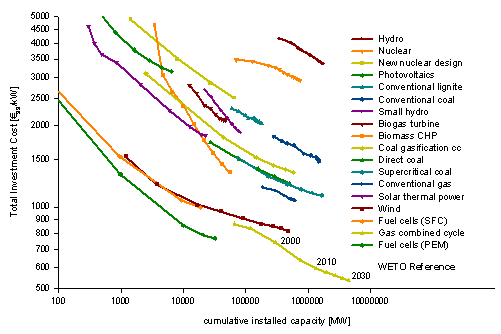 5000
4000
3000
2500
2000
1500
1000
900
800
700
600
500
Total Investment Cost [€99/kW]
100
1000
10000
100000
1000000
10000000
cumulative installed capacity [MW]
2000
2010
2030
Hydro
Nuclear
New nuclear design
Photovoltaics
Conventional lignite
Conventional coal
Small hydro
Biogas turbine
Biomass CHP
Coal gasification cc
Direct coal
Supercritical coal
Conventional gas
Solar thermal power
Wind
Fuel cells (SFC)
Gas combined cycle
Fuel cells (PEM)
WETO Reference